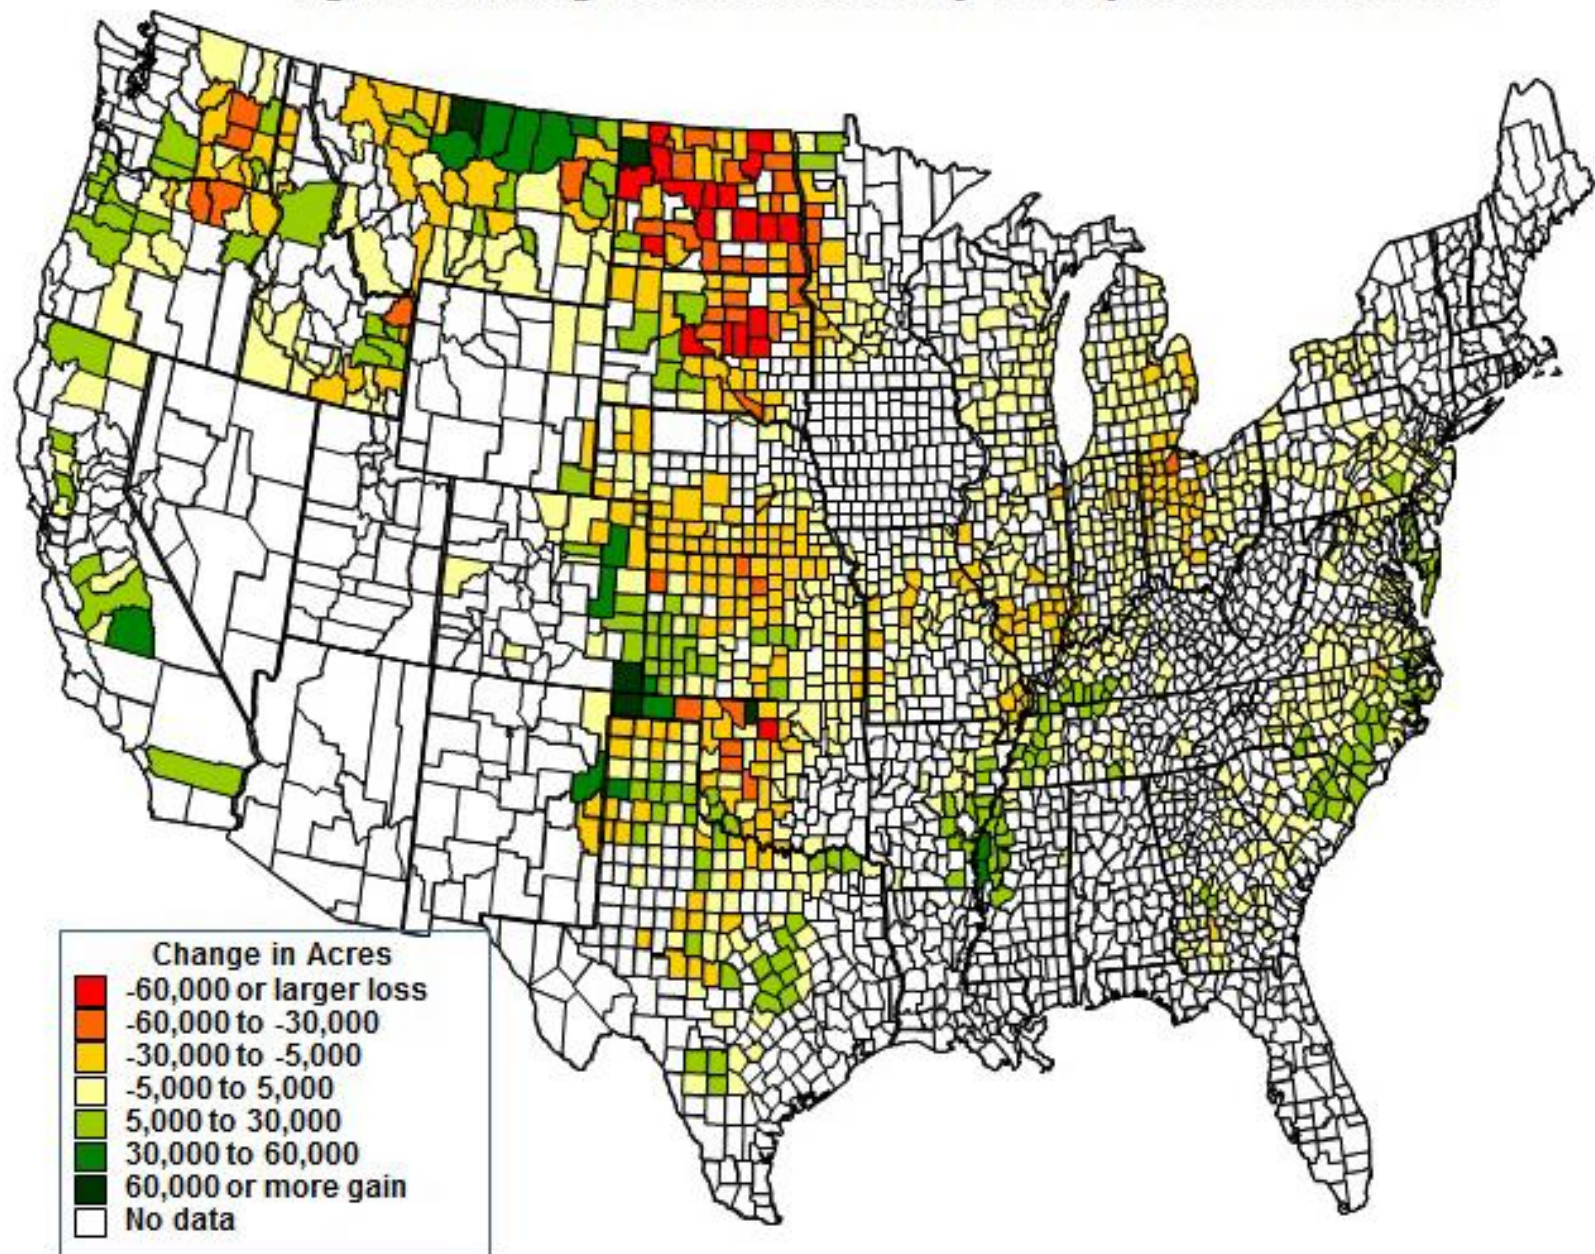 Change in Acres
-60,000 or larger loss
-60,000 to -30,000
-30,000 to -5,000
-5,000 to 5,000
5,000 to 30,000
30,000 to 60,000
60,000 or more gain
No data